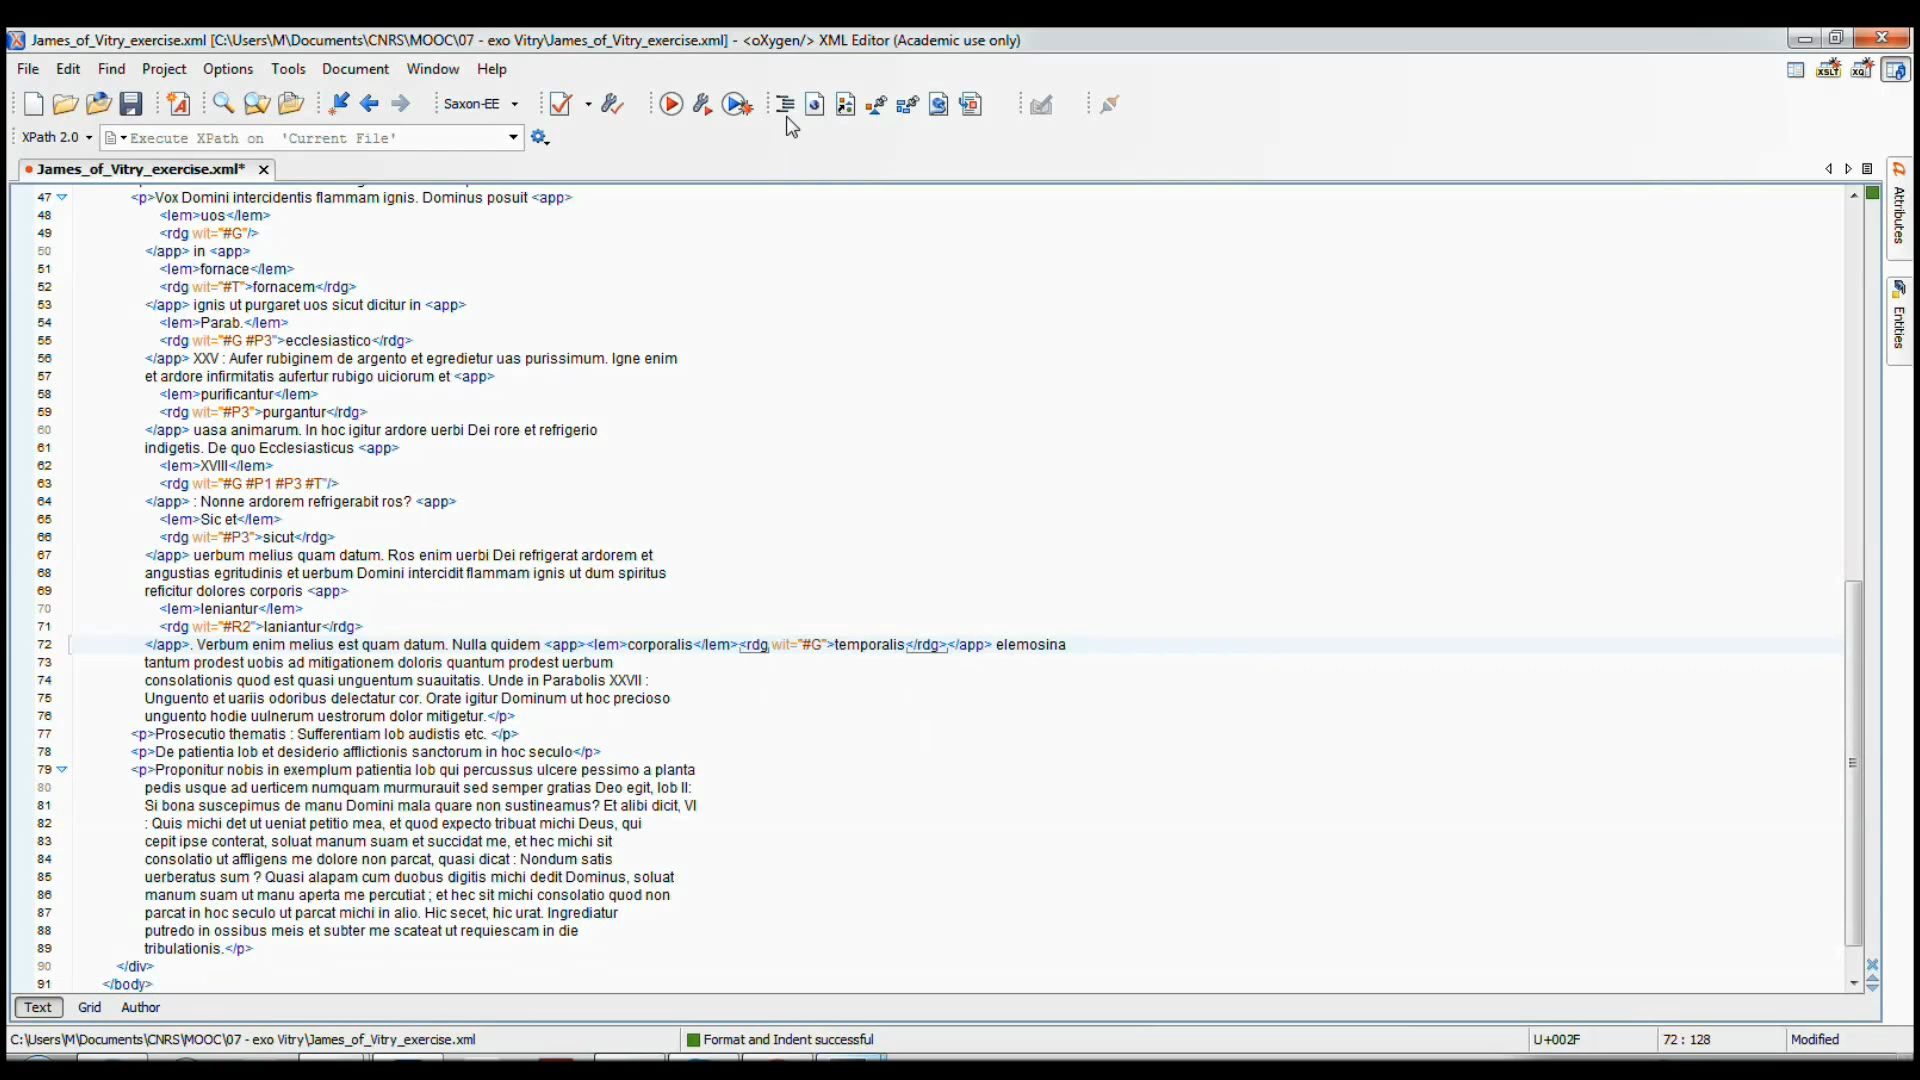 James_of_Vitry_exercise.xml [C:\Users\M\Documents\CNRS\MOOC\07 - exo Vitry\James_of_Vitry_exercise.xml] - <oXygen/> XML Editor (Academic use only)
File Edit Find Project Options Tools Document Window Help
Saxon-EE
XPath 2.0 Execute XPath on 'Current File'
James_of_Vitry_exercise.xml*
Attributes
Entities
47 <p>Vox Domini intercidentis flammam ignis. Dominus posuit <app>
48 <lem>uos</lem>
49 <rdg wit="#G"/>
50 </app> in <app>
51 <lem>fornace</lem>
52 <rdg wit="#T">fornacem</rdg>
53 </app> ignis ut purgaret uos sicut dicitur in <app>
54 <lem>Parab.</lem>
55 <rdg wit="#G #P3">ecclesiastico</rdg>
56 </app> XXV : Aufer rubiginem de argento et egredietur uas purissimum. Igne enim
57 et ardore infirmitatis aufertur rubigo uiciorum et <app>
58 <lem>purificantur</lem>
59 <rdg wit="#P3">purgantur</rdg>
60 </app> uasa animarum. In hoc igitur ardore uerbi Dei rore et refrigerio
61 indigetis. De quo Ecclesiasticus <app>
62 <lem>XVIII</lem>
63 <rdg wit="#G #P1 #P3 #T"/>
64 </app> : Nonne ardorem refrigerabit ros? <app>
65 <lem>Sic et</lem>
66 <rdg wit="#P3">sicut</rdg>
67 </app> uerbum melius quam datum. Ros enim uerbi Dei refrigerat ardorem et
68 angustias egritudinis et uerbum Domini intercidit flammam ignis ut dum spiritus
69 reficitur dolores corporis <app>
70 <lem>leniantur</lem>
71 <rdg wit="#R2">laniantur</rdg>
72 </app>. Verbum enim melius est quam datum. Nulla quidem <app><lem>corporalis</lem><rdg wit="#G">temporalis</rdg></app> elemosina
73 tantum prodest uobis ad mitigationem doloris quantum prodest uerbum
74 consolationis quod est quasi unguentum suauitatis. Unde in Parabolis XXVII :
75 Unguento et uariis odoribus delectatur cor. Orate igitur Dominum ut hoc precioso
76 unguento hodie uulnerum uestrorum dolor mitigetur.</p>
77 <p>Prosecutio thematis : Sufferentiam Iob audistis etc. </p>
78 <p>De patientia Iob et desiderio afflictionis sanctorum in hoc seculo</p>
79 <p>Proponitur nobis in exemplum patientia Iob qui percussus ulcere pessimo a planta
80 pedis usque ad uerticem numquam murmurauit sed semper gratias Deo egit, Iob II:
81 Si bona suscepimus de manu Domini mala quare non sustineamus? Et alibi dicit, VI
82 : Quis michi det ut ueniat petitio mea, et quod expecto tribuat michi Deus, qui
83 cepit ipse conterat, soluat manum suam et succidat me, et hec michi sit
84 consolatio ut affligens me dolore non parcat, quasi dicat : Nondum satis
85 uerberatus sum ? Quasi alapam cum duobus digitis michi dedit Dominus, soluat
86 manum suam ut manu aperta me percutiat ; et hec sit michi consolatio quod non
87 parcat in hoc seculo ut parcat michi in alio. Hic secet, hic urat. Ingrediatur
88 putredo in ossibus meis et subter me scateat ut requiescam in die
89 tribulationis.</p>
90 </div>
91 </body>
Text Grid Author
C:\Users\M\Documents\CNRS\MOOC\07 - exo Vitry\James_of_Vitry_exercise.xml Format and Indent successful U+002F 72 : 128 Modified